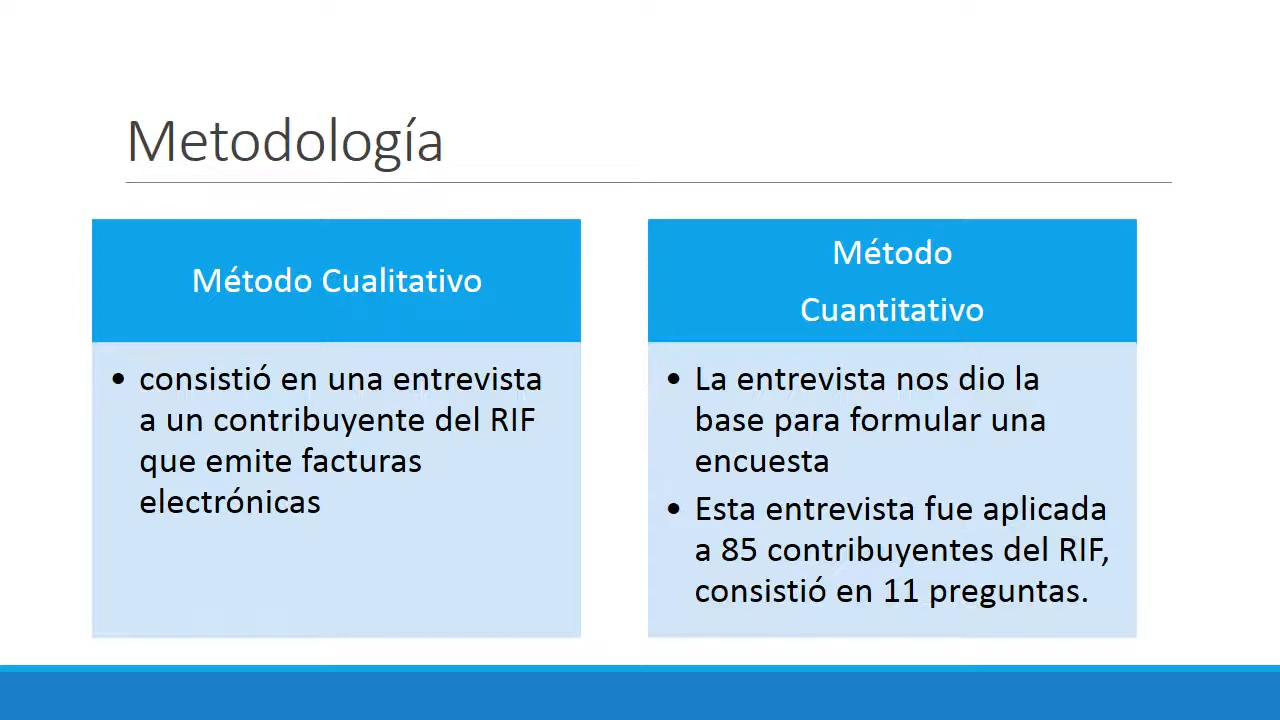 Metodología
Método Cualitativo
• consistió en una entrevista
a un contribuyente del RIF
que emite facturas
electrónicas
Método
Cuantitativo
• La entrevista nos dio la
base para formular una
encuesta
• Esta entrevista fue aplicada
a 85 contribuyentes del RIF,
consistió en 11 preguntas.